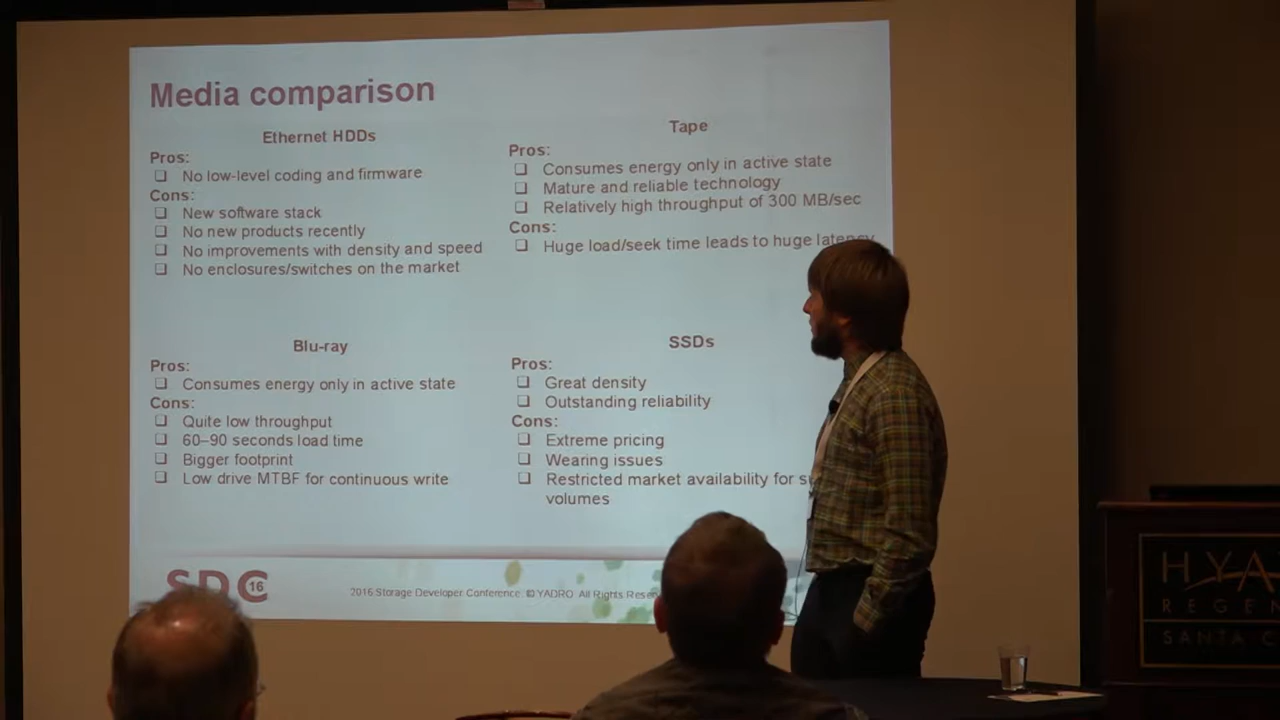 Media comparison
Ethernet HDDs
Pros:
❑ No low-level coding and firmware
Cons:
❑ New software stack
❑ No new products recently
❑ No improvements with density and speed
❑ No enclosures/switches on the market
Tape
Pros:
❑ Consumes energy only in active state
❑ Mature and reliable technology
❑ Relatively high throughput of 300 MB/sec
Cons:
❑ Huge load/seek time leads to huge latency
Blu-ray
Pros:
❑ Consumes energy only in active state
Cons:
❑ Quite low throughput
❑ 60–90 seconds load time
❑ Bigger footprint
❑ Low drive MTBF for continuous write
SSDs
Pros:
❑ Great density
❑ Outstanding reliability
Cons:
❑ Extreme pricing
❑ Wearing issues
❑ Restricted market availability for
volumes
SDC 16
2016 Storage Developer Conference. © YADRO. All Rights
HYA
REGEN
SANTA C